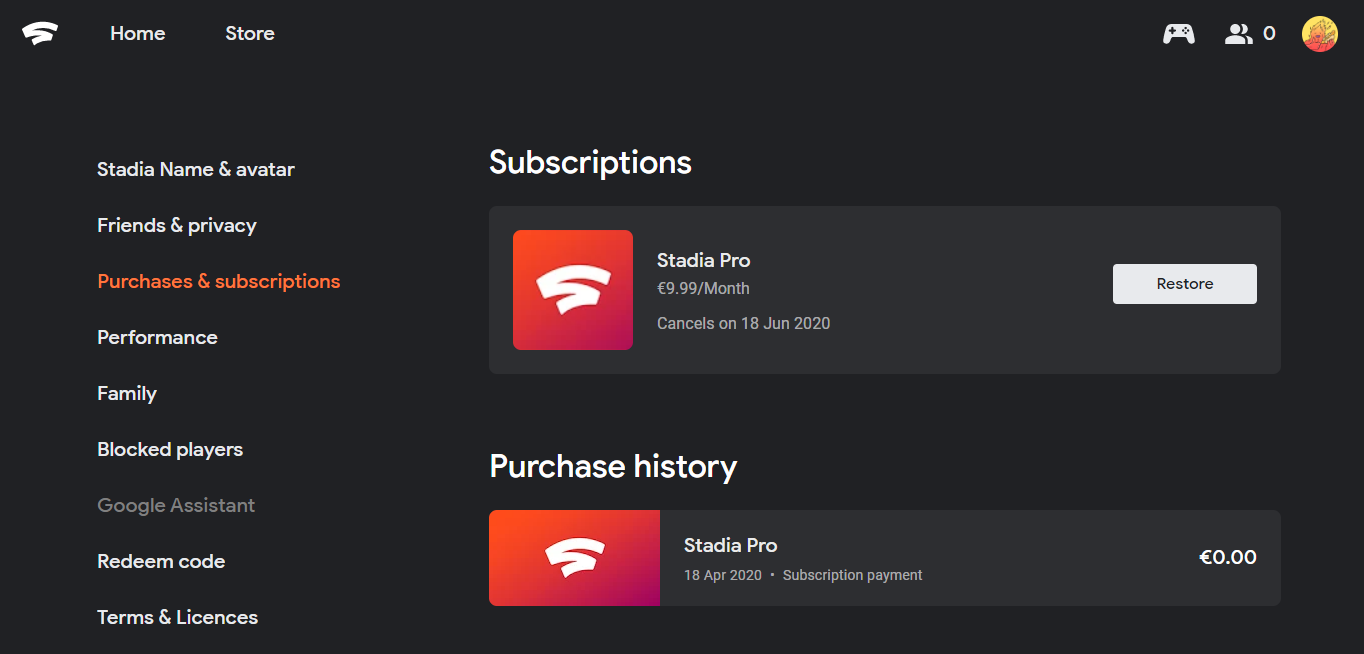 Home
Store
0
Stadia Name & avatar
Friends & privacy
Purchases & subscriptions
Performance
Family
Blocked players
Google Assistant
Redeem code
Terms & Licences
Subscriptions
Stadia Pro
€9.99/Month
Cancels on 18 Jun 2020
Restore
Purchase history
Stadia Pro
18 Apr 2020 • Subscription payment
€0.00